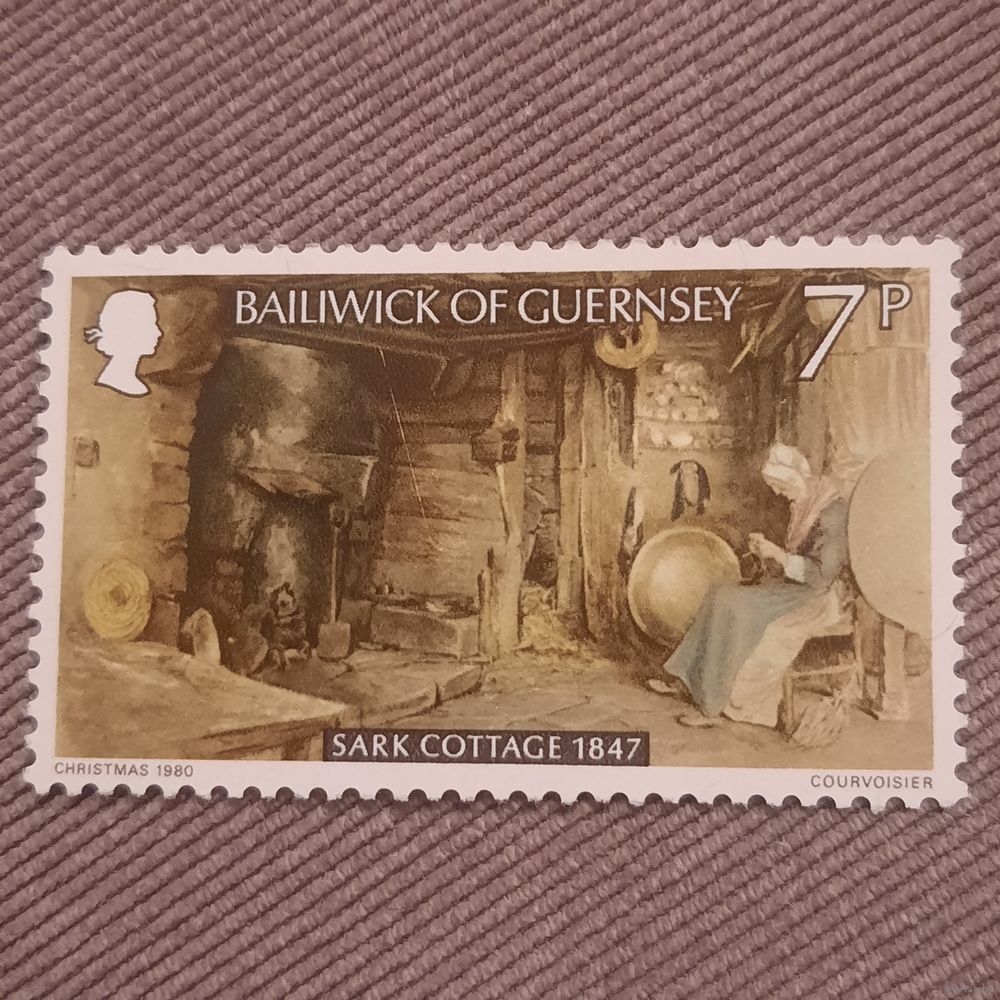 BAILIWICK OF GUERNSEY
7P
SARK COTTAGE 1847
CHRISTMAS 1980
COURVOISIER